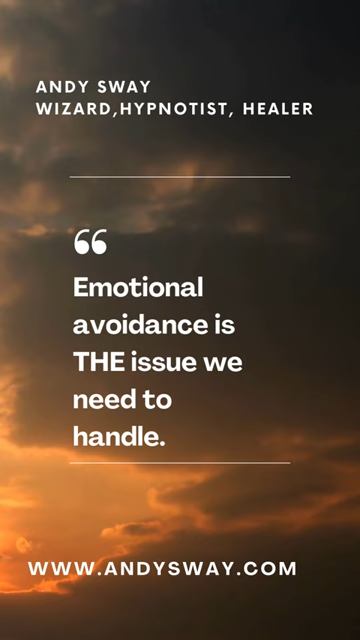 ANDY SWAY
WIZARD,HYPNOTIST, HEALER
“
Emotional
avoidance is
THE issue we
need to
handle.
WWW.ANDYSWAY.COM